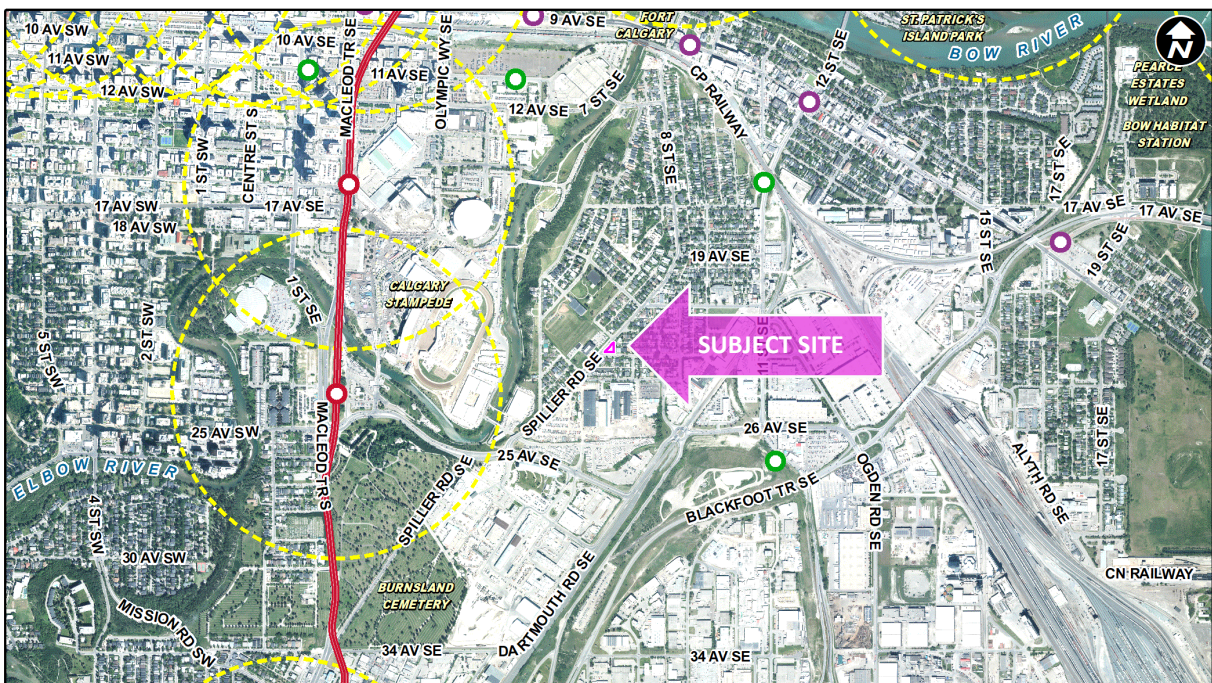 10 AV SW
11 AV SW
12 AV SW
10 AV SE
11 AV SE
MACLEOD TR SE
OLYMPIC WY SE
9 AV SE
12 AV SE
7 ST SE
FORT
CALGARY
CP RAILWAY
12 ST SE
ST. PATRICK'S
ISLAND PARK
BOW RIVER
N
PEARCE
ESTATES
WETLAND
BOW HABITAT
STATION
1 ST SW
CENTRE ST S
8 ST SE
17 ST SE
17 AV SW
17 AV SE
18 AV SW
15 ST SE
17 AV SE
17 AV SE
19 ST SE
19 AV SE
1 ST SE
CALGARY
STAMPEDE
2 ST SW
5 ST SW
SUBJECT SITE
SPILLER RD SE
25 AV SW
MACLEOD TR S
25 AV SE
26 AV SE
ELBOW RIVER
4 ST SW
SPILLER RD SE
BLACKFOOT TR SE
OGDEN RD SE
ALYTH RD SE
17 ST SE
30 AV SW
BURNSLAND
CEMETERY
DARTMOUTH RD SE
CN RAILWAY
MISSION RD SW
34 AV SE
34 AV SE